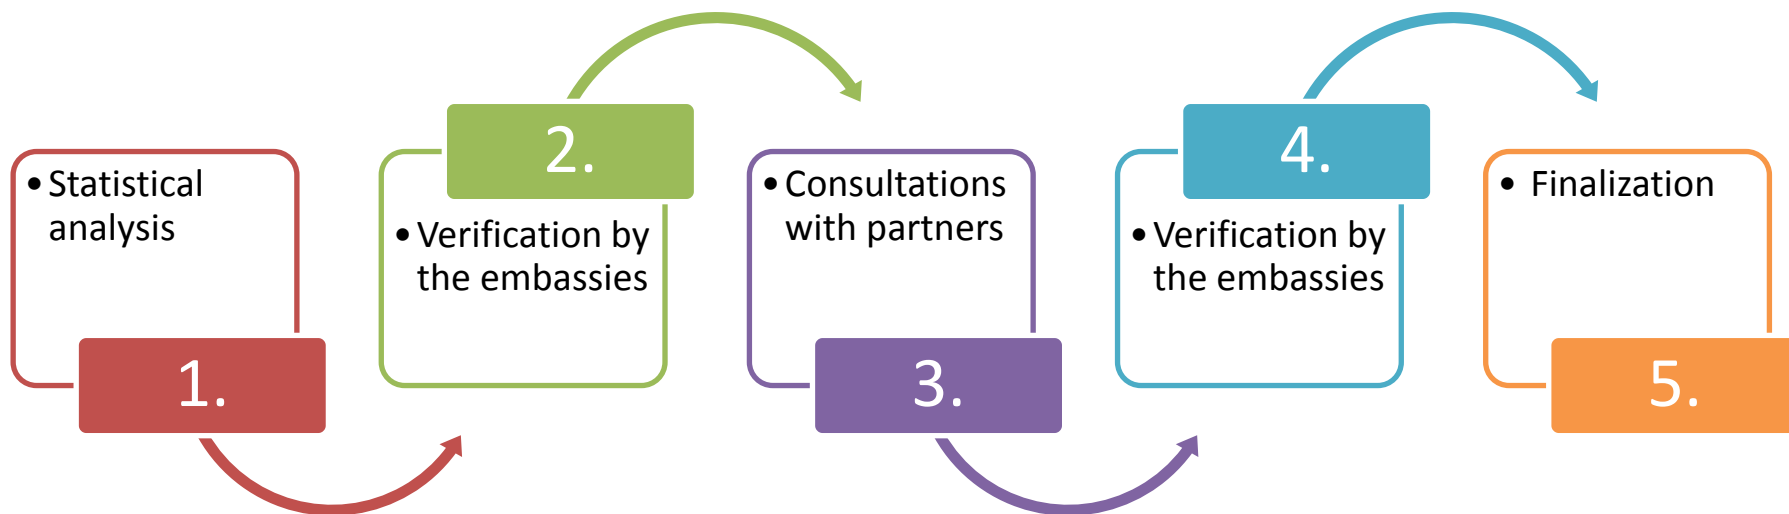 • Statistical
analysis
1.
2.
• Verification by
the embassies
• Consultations
with partners
3.
4.
• Verification by
the embassies
• Finalization
5.